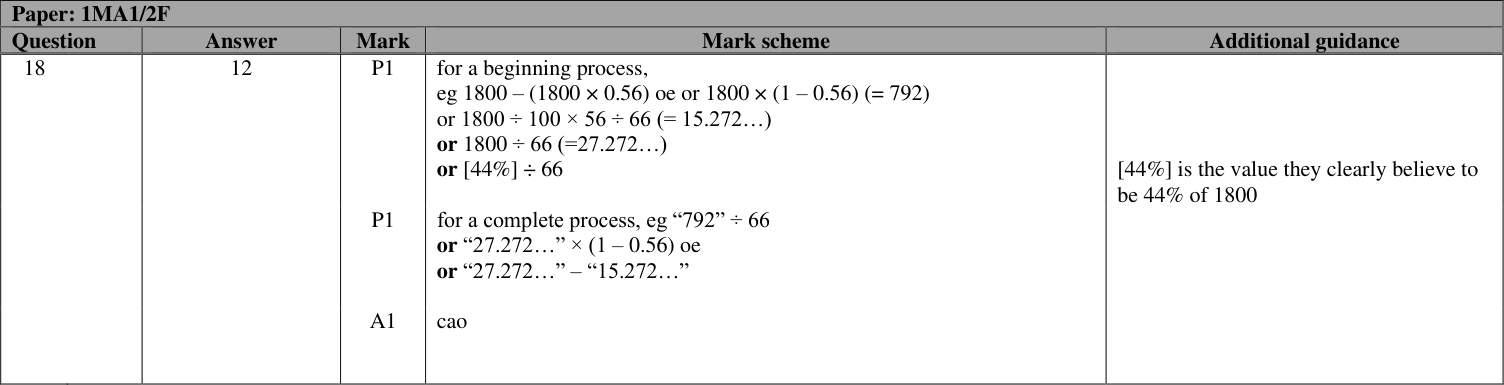 Paper: 1MA1/2F
Question Answer Mark Mark scheme Additional guidance
18 12 P1 for a beginning process,
eg 1800 – (1800 × 0.56) oe or 1800 × (1 – 0.56) (= 792)
or 1800 ÷ 100 × 56 ÷ 66 (= 15.272…)
or 1800 ÷ 66 (=27.272…)
or [44%] ÷ 66 [44%] is the value they clearly believe to
be 44% of 1800
P1 for a complete process, eg “792” ÷ 66
or “27.272…” × (1 – 0.56) oe
or “27.272…” – “15.272…”
A1 cao